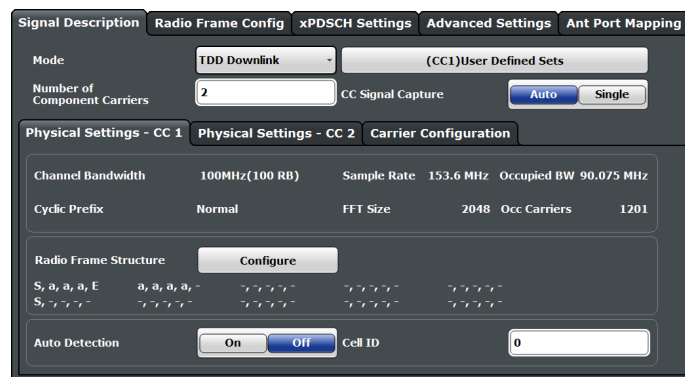 Signal Description Radio Frame Config xPDSCH Settings Advanced Settings Ant Port Mapping
Mode TDD Downlink (CC1)User Defined Sets
Number of
Component Carriers 2 CC Signal Capture Auto Single
Physical Settings - CC 1 Physical Settings - CC 2 Carrier Configuration
Channel Bandwidth 100MHz(100 RB) Sample Rate 153.6 MHz Occupied BW 90.075 MHz
Cyclic Prefix Normal FFT Size 2048 Occ Carriers 1201
Radio Frame Structure Configure
S, a, a, a, E a, a, a, a, - -, -, -, -, - -, -, -, -, - -, -, -, -, -
S, -, -, -, - -, -, -, -, - -, -, -, -, - -, -, -, -, - -, -, -, -, -
Auto Detection On Off Cell ID 0